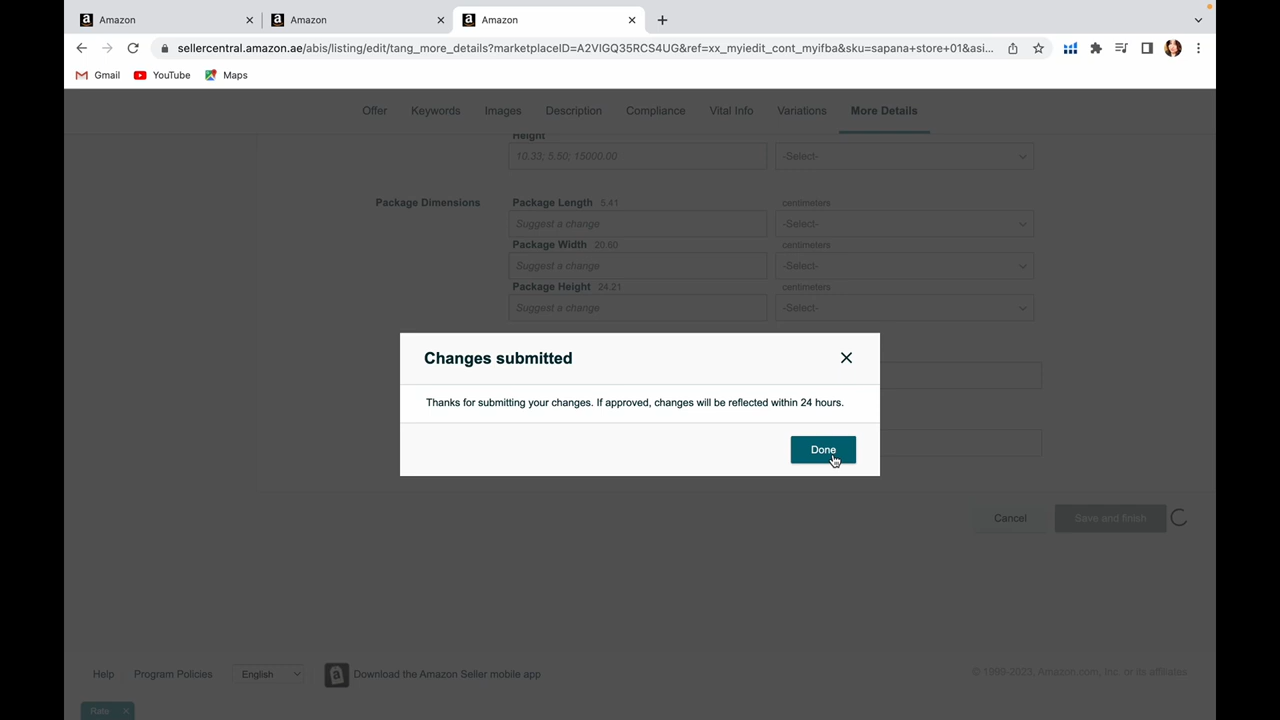 Amazon
Amazon
Amazon
sellercentral.amazon.ae/abis/listing/edit/tang_more_details?marketplaceID=A2VIGQ35RCS4UG&ref=xx_myiedit_cont_myifba&sku=sapana+store+01&asi...
Gmail
YouTube
Maps
Offer
Keywords
Images
Description
Compliance
Vital Info
Variations
More Details
Height
10.33; 5.50; 15000.00
-Select-
Package Dimensions
Package Length 5.41
centimeters
Suggest a change
-Select-
Package Width 20.60
centimeters
Suggest a change
-Select-
Package Height 24.21
centimeters
Suggest a change
-Select-
Changes submitted
Thanks for submitting your changes. If approved, changes will be reflected within 24 hours.
Done
Cancel
Save and finish
Help
Program Policies
English
Download the Amazon Seller mobile app
© 1999-2023, Amazon.com, Inc. or its affiliates
Rate